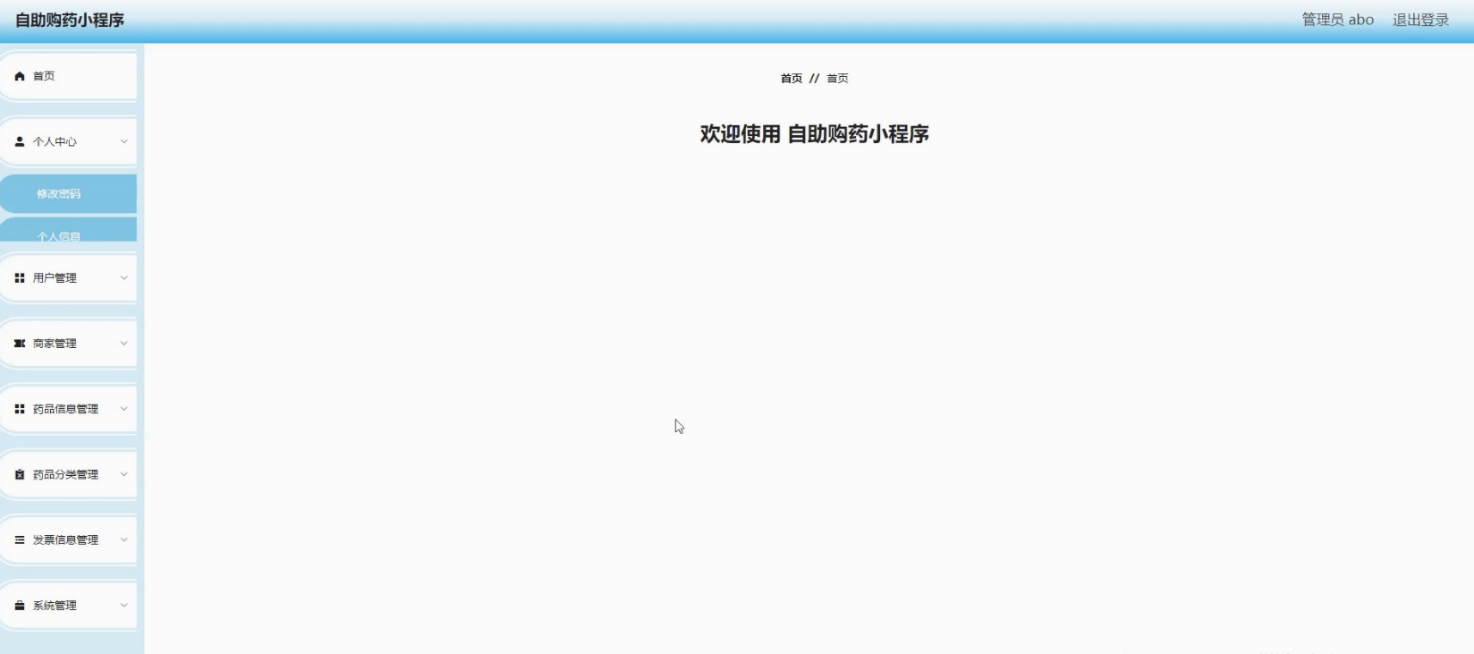 自助购药小程序
管理员 abo 退出登录
首页
首页 // 首页
欢迎使用 自助购药小程序
个人中心
修改密码
个人信息
用户管理
商家管理
药品信息管理
药品分类管理
发票信息管理
系统管理